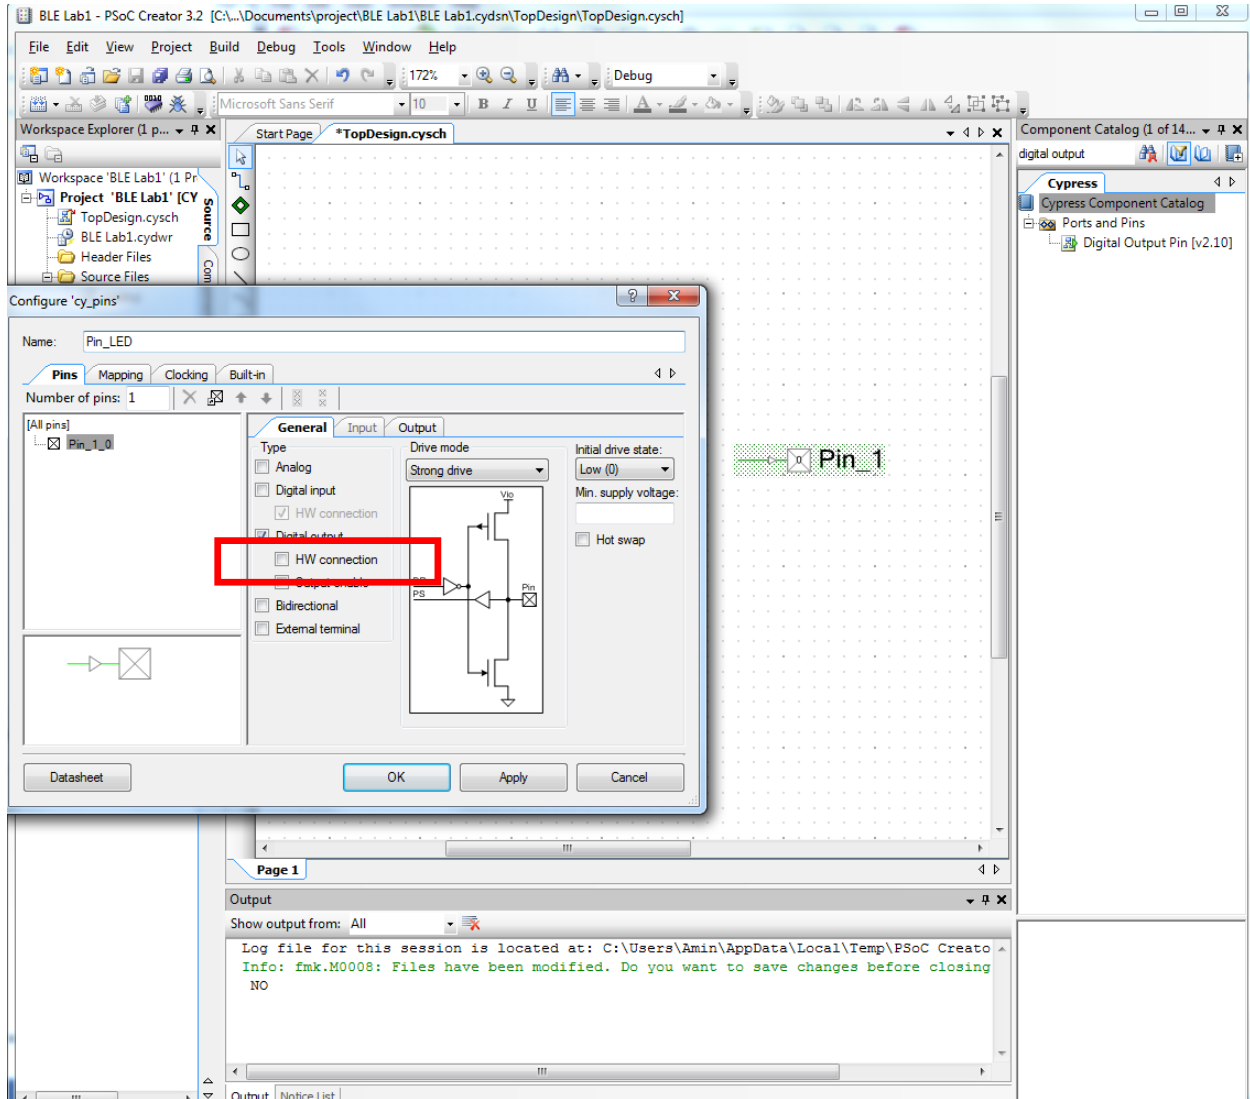 BLE Lab1 - PSoC Creator 3.2 [C:\...\Documents\project\BLE Lab1\BLE Lab1.cydsn\TopDesign\TopDesign.cysch]
File Edit View Project Build Debug Tools Window Help
172% Debug
Microsoft Sans Serif 10 B I U A
Workspace Explorer (1 p...
Start Page *TopDesign.cysch
Component Catalog (1 of 14...
digital output
Workspace 'BLE Lab1' (1 Pr
Project 'BLE Lab1' [CY
TopDesign.cysch
BLE Lab1.cydwr
Header Files
Source Files
Source
Com
Cypress
Cypress Component Catalog
Ports and Pins
Digital Output Pin [v2.10]
Configure 'cy_pins'
Name: Pin_LED
Pins Mapping Clocking Built-in
Number of pins: 1
[All pins]
Pin_1_0
General Input Output
Type
Analog
Digital input
HW connection
Digital output
HW connection
Output enable
Bidirectional
External terminal
Drive mode
Strong drive
Vio
PS
Pin
Initial drive state:
Low (0)
Min. supply voltage:
Hot swap
Pin_1
Datasheet OK Apply Cancel
Page 1
Output
Show output from: All
Log file for this session is located at: C:\Users\Amin\AppData\Local\Temp\PSoC Creato
Info: fmk.M0008: Files have been modified. Do you want to save changes before closing
NO
Output Notice List